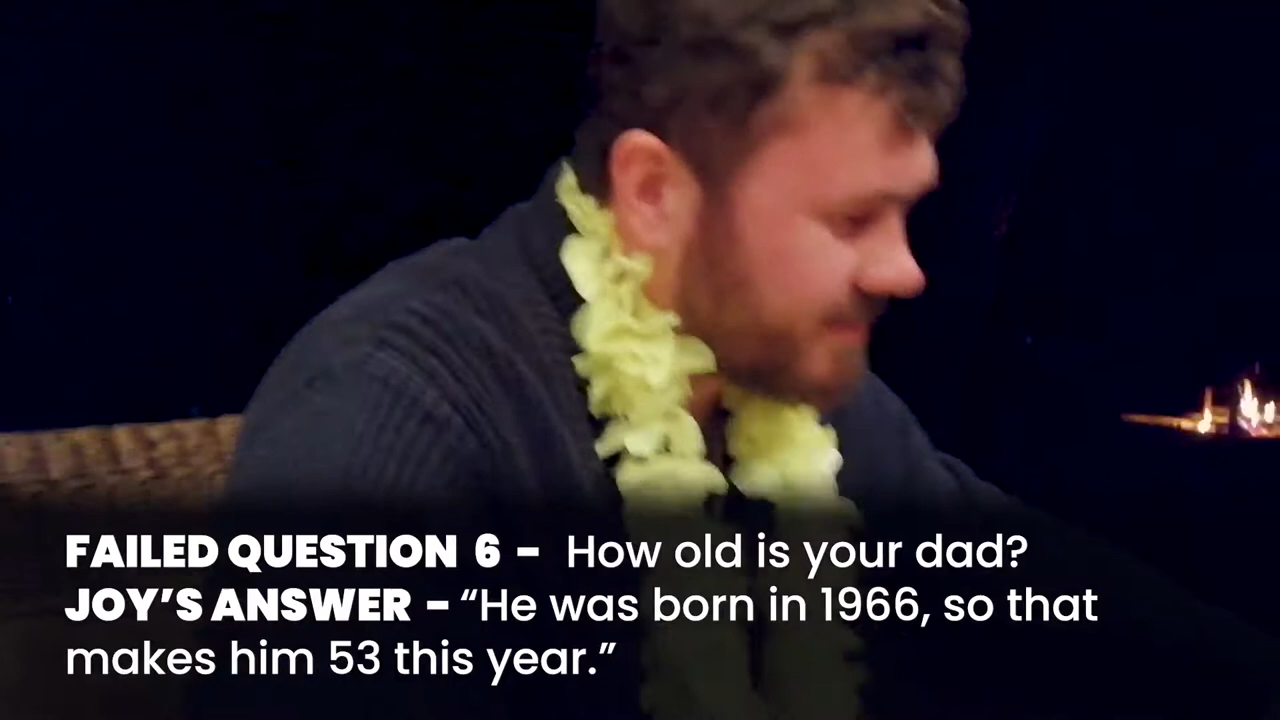 FAILED QUESTION 6 – How old is your dad?
JOY’S ANSWER – “He was born in 1966, so that
makes him 53 this year.”